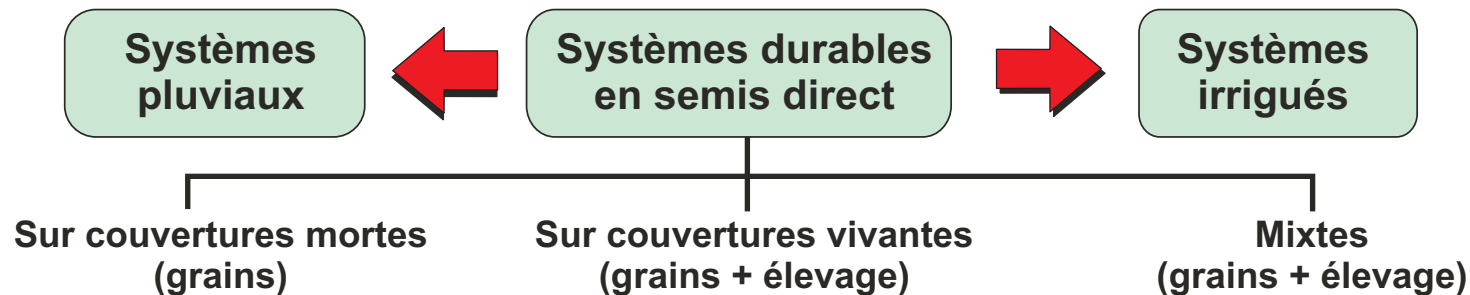 Systèmes
pluviaux
Systèmes durables
en semis direct
Systèmes
irrigués
Sur couvertures mortes
(grains)
Sur couvertures vivantes
(grains + élevage)
Mixtes
(grains + élevage)